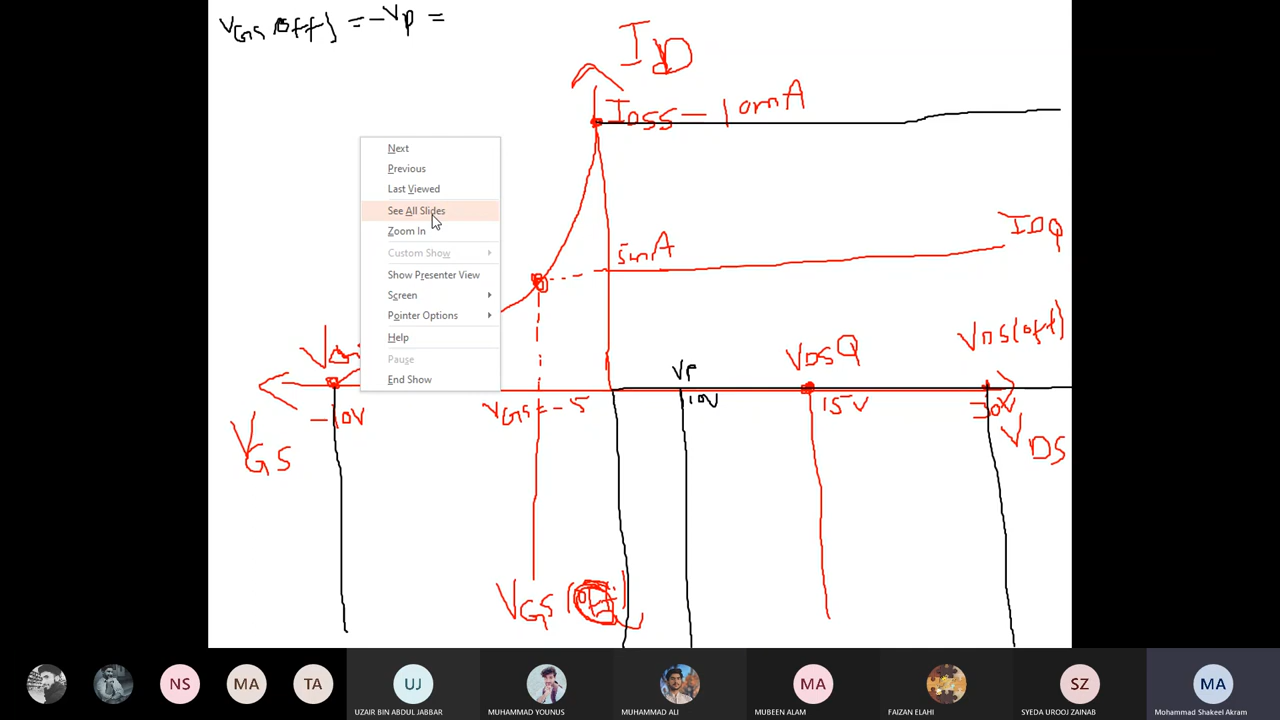 VGS(off) = -Vp =
ID
IDSS - 10mA
Next
Previous
Last Viewed
See All Slides
Zoom In
Custom Show
Show Presenter View
Screen
Pointer Options
Help
Pause
End Show
5mA
IDQ
VDSQ
VDS(off)
VP
-10V
VGS = -5
10V
15V
30V
VGS
VDS
VGS
NS
MA
TA
UJ
MA
SZ
MA
UZAIR BIN ABDUL JABBAR
MUHAMMAD YOUNUS
MUHAMMAD ALI
MUBEEN ALAM
FAIZAN ELAHI
SYEDA UROOJ ZAINAB
Mohammad Shakeel Akram